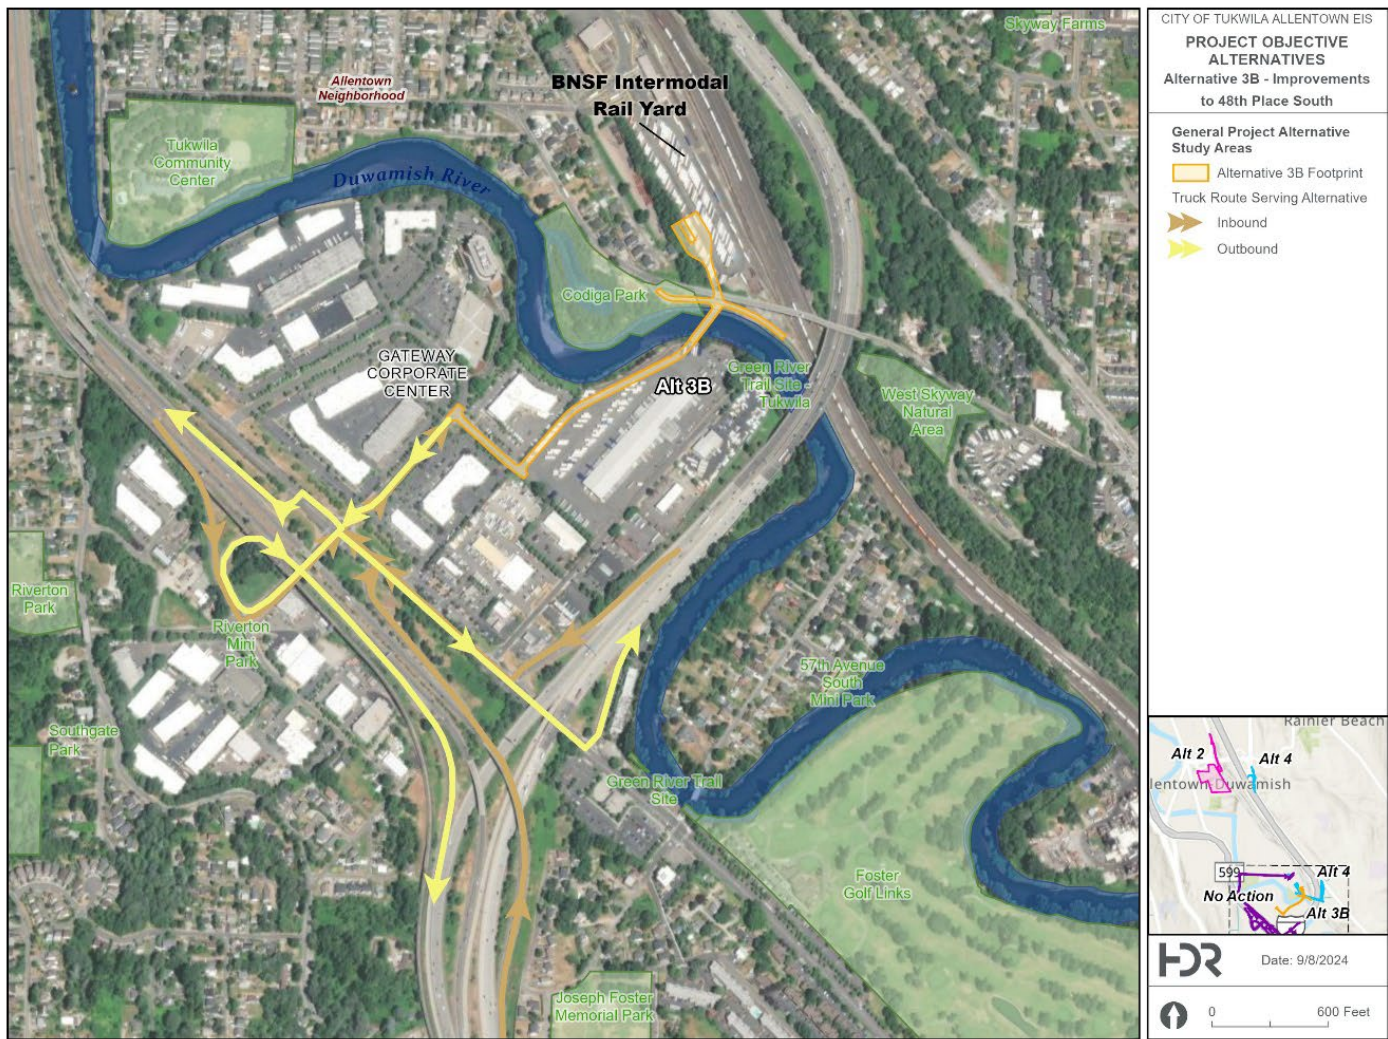 Skyway Farms
Allentown
Neighborhood
BNSF Intermodal
Rail Yard
Tukwila
Community
Center
Duwamish River
Codiga Park
GATEWAY
CORPORATE
CENTER
Alt 3B
Green River
Trail Site -
Tukwila
West Skyway
Natural
Area
Riverton
Park
Riverton
Mini
Park
57th Avenue
South
Mini Park
Southgate
Park
Green River Trail
Site
Foster
Golf Links
Joseph Foster
Memorial Park
CITY OF TUKWILA ALLENTOWN EIS
PROJECT OBJECTIVE
ALTERNATIVES
Alternative 3B - Improvements
to 48th Place South
General Project Alternative
Study Areas
Alternative 3B Footprint
Truck Route Serving Alternative
Inbound
Outbound
Rainier Beach
Alt 2
Alt 4
lentown Duwamish
599
Alt 4
No Action
Alt 3B
HDR
Date: 9/8/2024
0 600 Feet